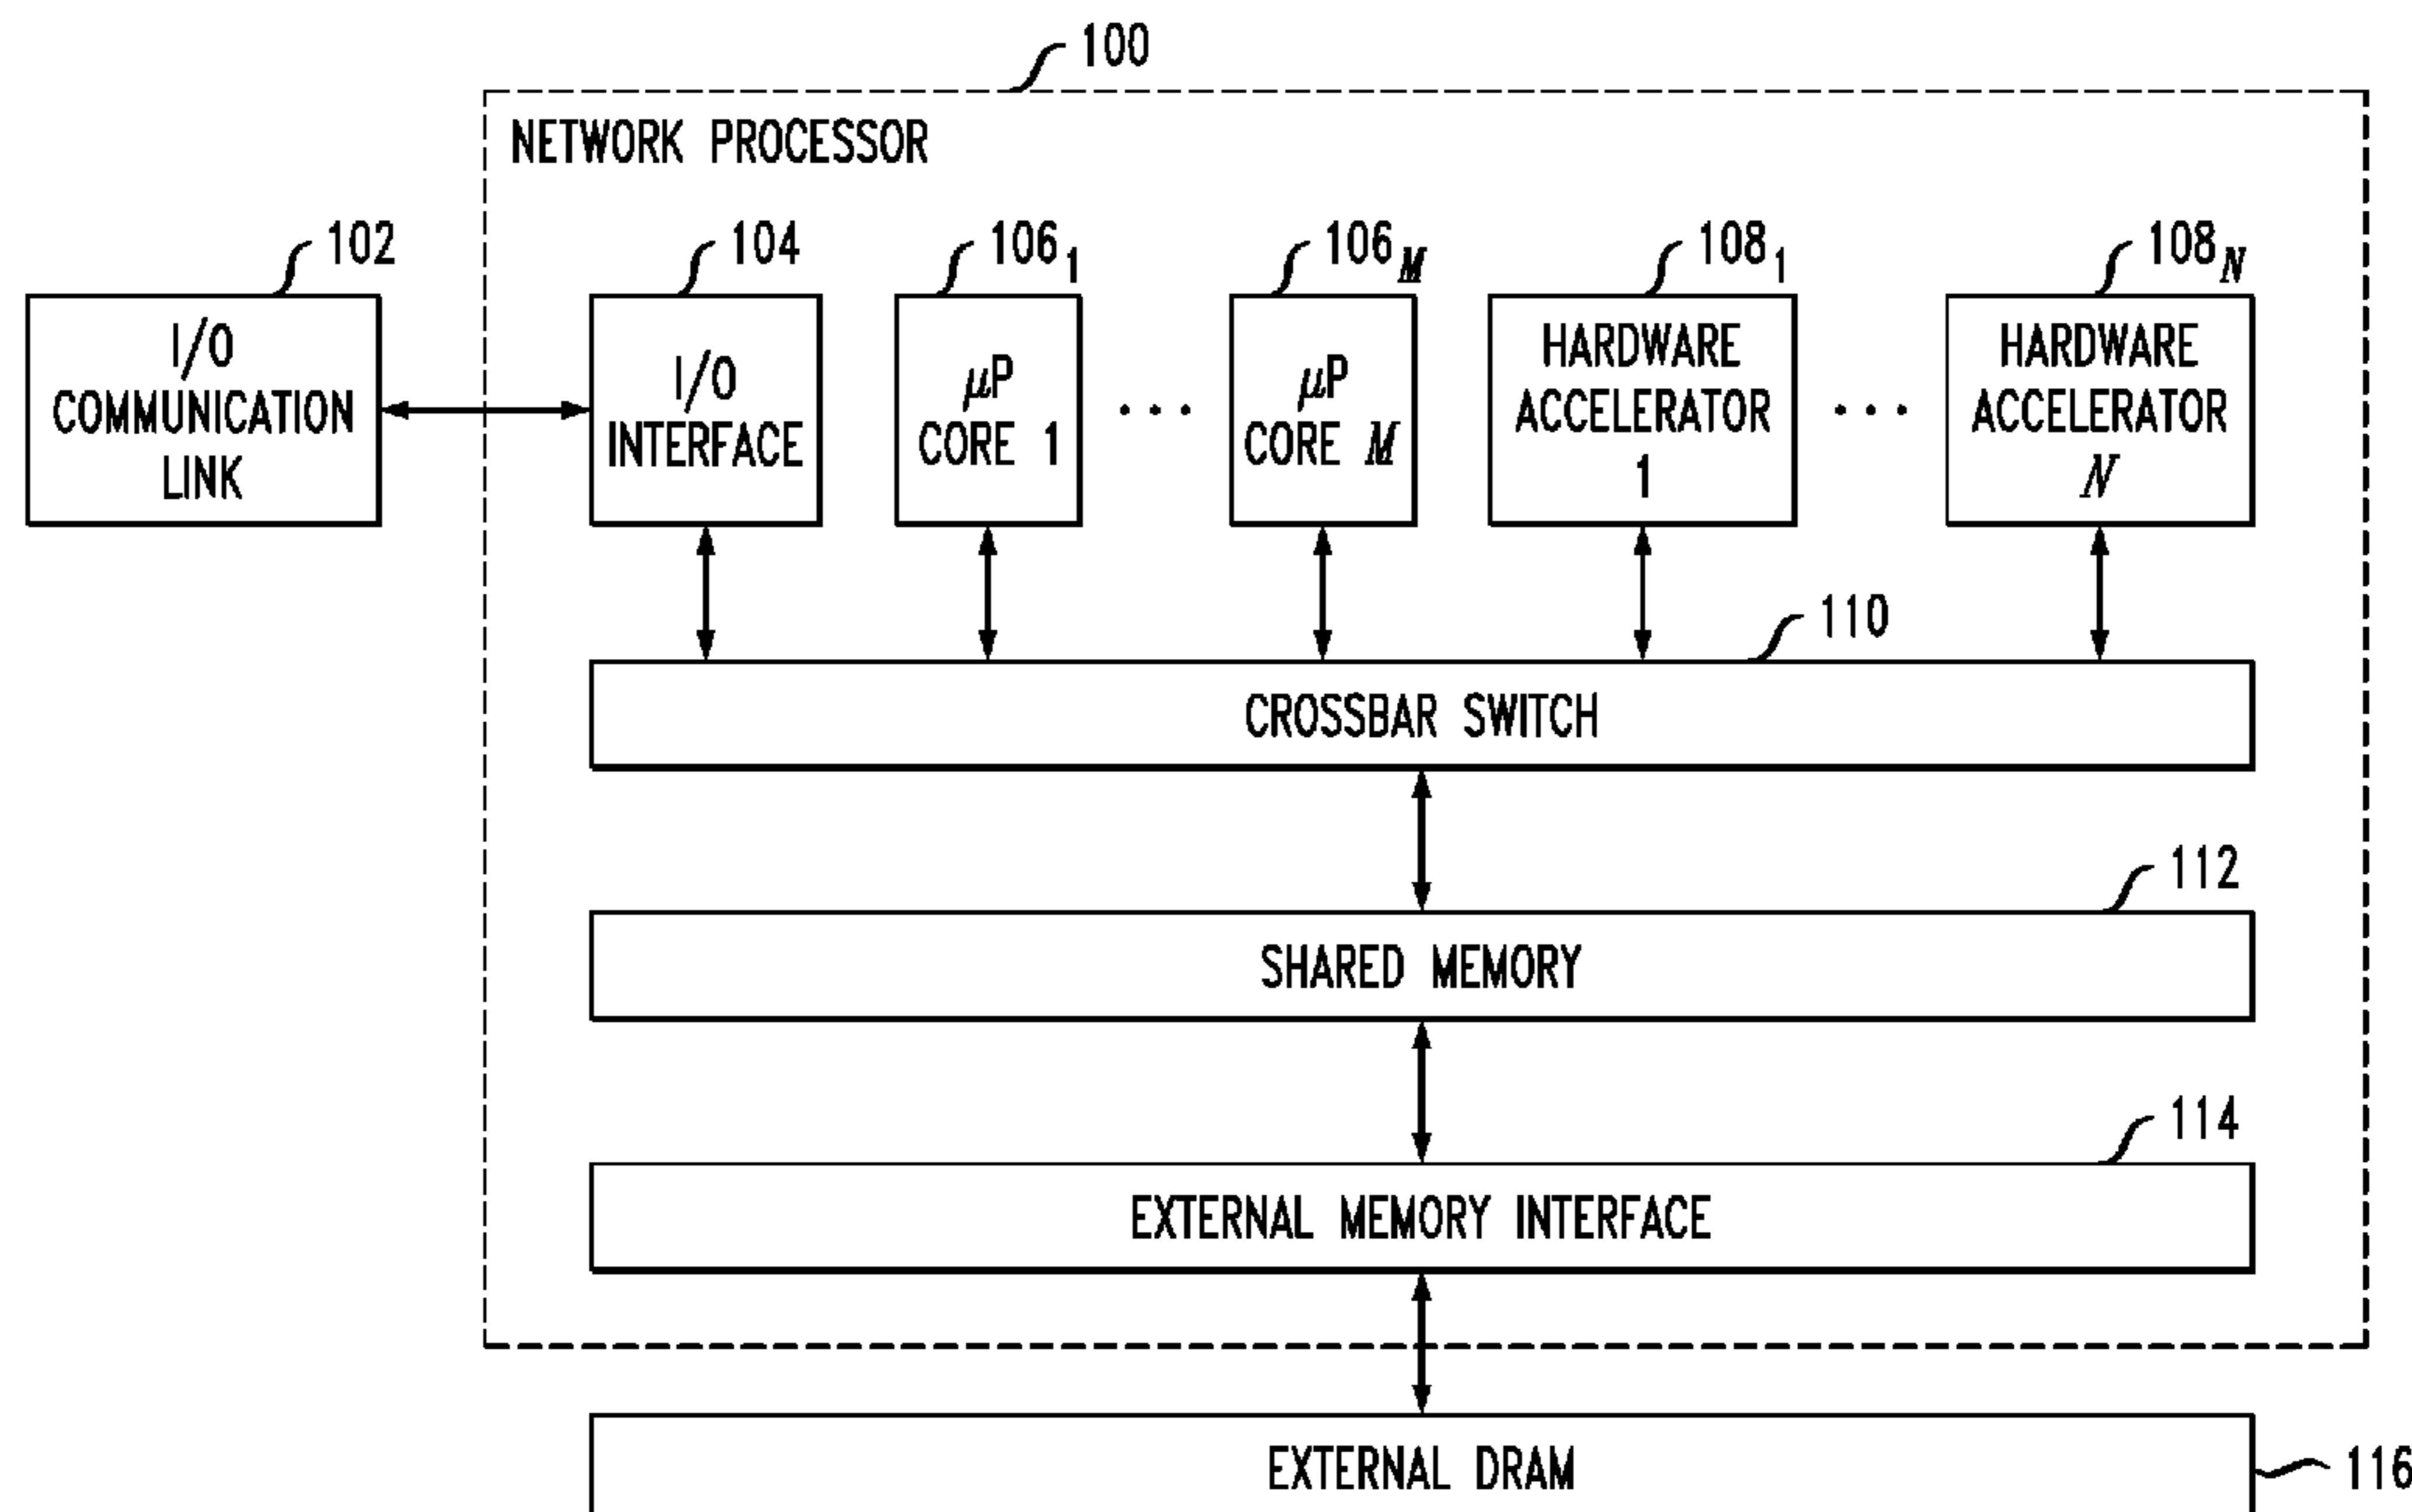 100
NETWORK PROCESSOR
102
104
106₁
106M
108₁
108N
I/O
COMMUNICATION
LINK
I/O
INTERFACE
μP
CORE 1
...
μP
CORE M
HARDWARE
ACCELERATOR
1
...
HARDWARE
ACCELERATOR
N
110
CROSSBAR SWITCH
112
SHARED MEMORY
114
EXTERNAL MEMORY INTERFACE
EXTERNAL DRAM
116